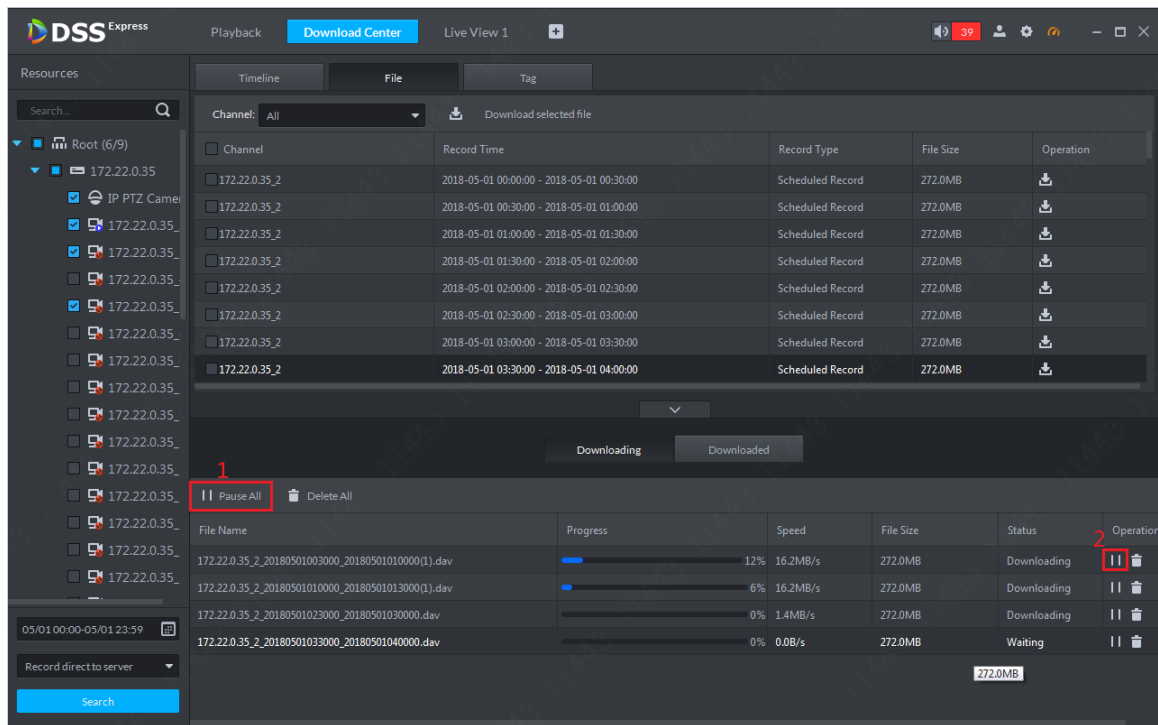 DSS Express
Playback Download Center Live View 1 39
Resources
Timeline File Tag
Search...
Channel: All Download selected file
Root (6/9)
Channel Record Time Record Type File Size Operation
172.22.0.35
172.22.0.35_2 2018-05-01 00:00:00 - 2018-05-01 00:30:00 Scheduled Record 272.0MB
IP PTZ Camer
172.22.0.35_2 2018-05-01 00:30:00 - 2018-05-01 01:00:00 Scheduled Record 272.0MB
172.22.0.35_
172.22.0.35_2 2018-05-01 01:00:00 - 2018-05-01 01:30:00 Scheduled Record 272.0MB
172.22.0.35_
172.22.0.35_2 2018-05-01 01:30:00 - 2018-05-01 02:00:00 Scheduled Record 272.0MB
172.22.0.35_
172.22.0.35_2 2018-05-01 02:00:00 - 2018-05-01 02:30:00 Scheduled Record 272.0MB
172.22.0.35_
172.22.0.35_2 2018-05-01 02:30:00 - 2018-05-01 03:00:00 Scheduled Record 272.0MB
172.22.0.35_
172.22.0.35_2 2018-05-01 03:00:00 - 2018-05-01 03:30:00 Scheduled Record 272.0MB
172.22.0.35_
172.22.0.35_2 2018-05-01 03:30:00 - 2018-05-01 04:00:00 Scheduled Record 272.0MB
172.22.0.35_
172.22.0.35_
172.22.0.35_
Downloading Downloaded
172.22.0.35_
1
172.22.0.35_
Pause All Delete All
172.22.0.35_
File Name Progress Speed File Size Status Operation
2
172.22.0.35_
172.22.0.35_2_20180501003000_20180501010000(1).dav 12% 16.2MB/s 272.0MB Downloading
172.22.0.35_
172.22.0.35_2_20180501010000_20180501013000(1).dav 6% 16.2MB/s 272.0MB Downloading
172.22.0.35_2_20180501023000_20180501030000.dav 0% 1.4MB/s 272.0MB Downloading
05/01 00:00-05/01 23:59
172.22.0.35_2_20180501033000_20180501040000.dav 0% 0.0B/s 272.0MB Waiting
Record direct to server
272.0MB
Search